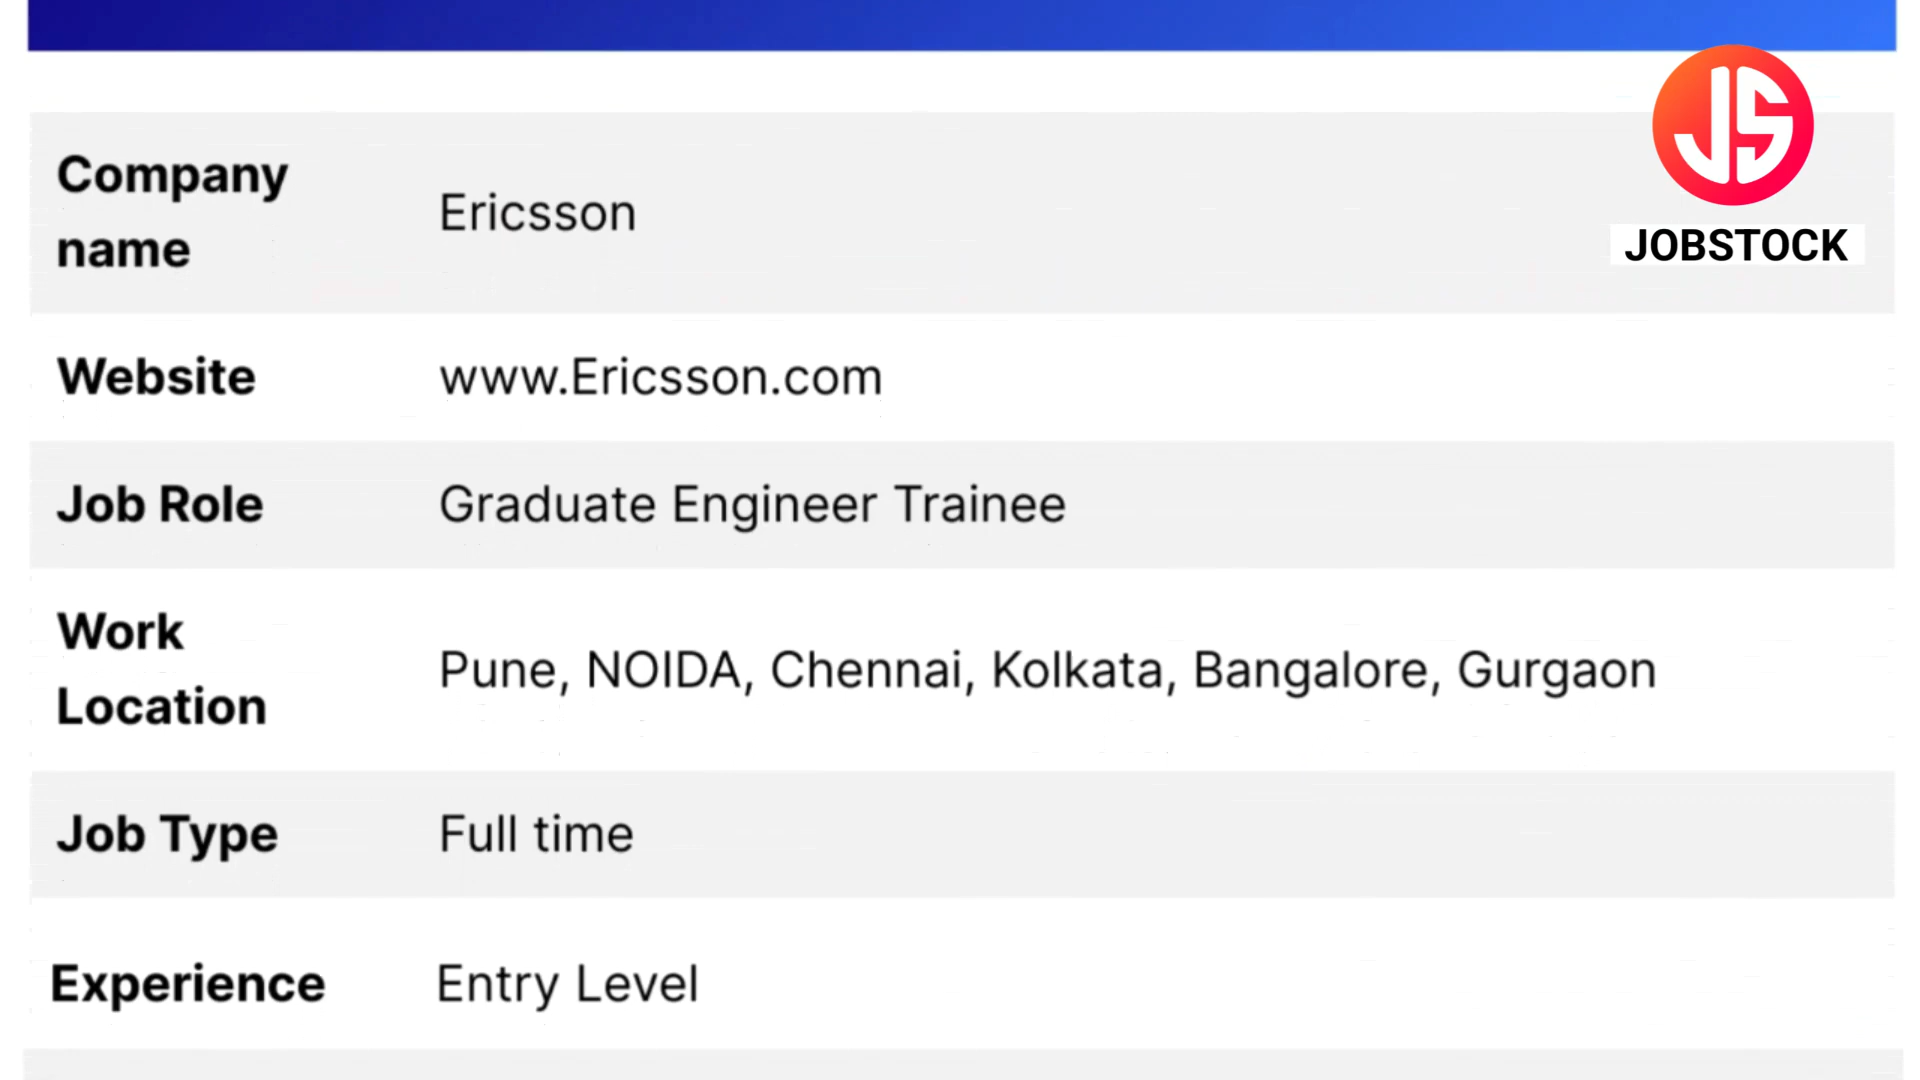 JS
JOBSTOCK
Company name
Ericsson
Website
www.Ericsson.com
Job Role
Graduate Engineer Trainee
Work Location
Pune, NOIDA, Chennai, Kolkata, Bangalore, Gurgaon
Job Type
Full time
Experience
Entry Level